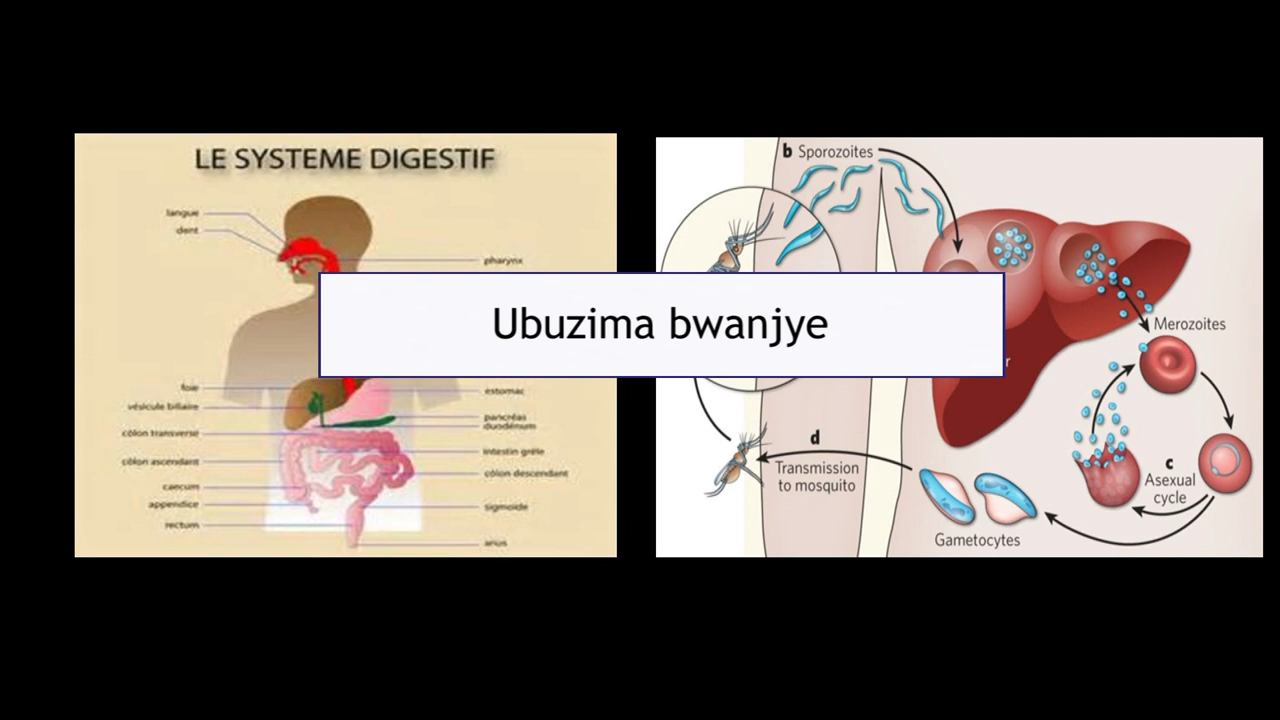 LE SYSTEME DIGESTIF
langue
dent
pharynx
Ubuzima bwanjye
foie
vésicule biliaire
côlon transverse
côlon ascendant
caecum
appendice
rectum
estomac
pancréas
duodénum
intestin grêle
côlon descendant
sigmoide
anus
b Sporozoites
Merozoites
r
c
Asexual
cycle
d
Transmission
to mosquito
Gametocytes